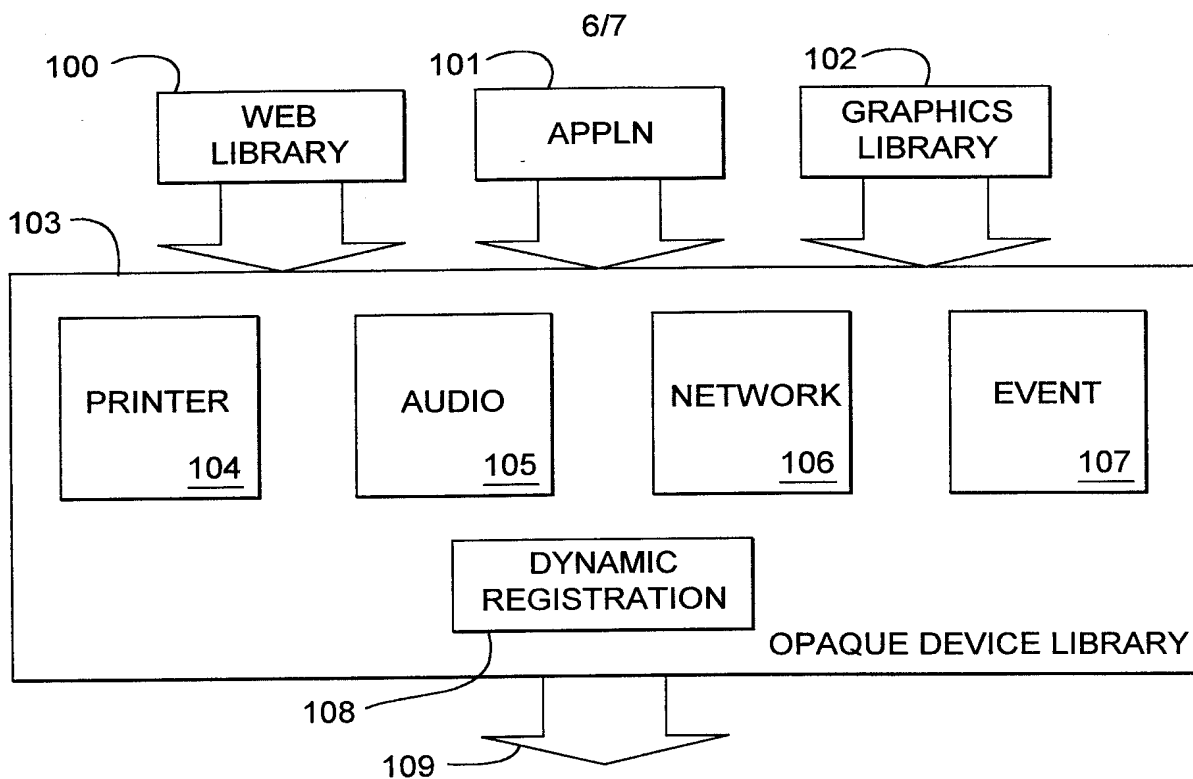 6/7
100
101
102
WEB
LIBRARY
APPLN
GRAPHICS
LIBRARY
103
PRINTER
104
AUDIO
105
NETWORK
106
EVENT
107
DYNAMIC
REGISTRATION
OPAQUE DEVICE LIBRARY
108
109